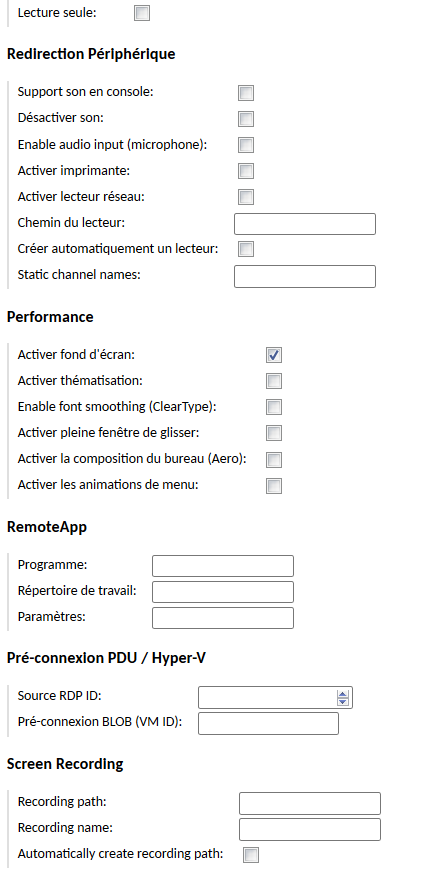 Lecture seule:
Redirection Périphérique
Support son en console:
Désactiver son:
Enable audio input (microphone):
Activer imprimante:
Activer lecteur réseau:
Chemin du lecteur:
Créer automatiquement un lecteur:
Static channel names:
Performance
Activer fond d'écran:
Activer thématisation:
Enable font smoothing (ClearType):
Activer pleine fenêtre de glisser:
Activer la composition du bureau (Aero):
Activer les animations de menu:
RemoteApp
Programme:
Répertoire de travail:
Paramètres:
Pré-connexion PDU / Hyper-V
Source RDP ID:
Pré-connexion BLOB (VM ID):
Screen Recording
Recording path:
Recording name:
Automatically create recording path: